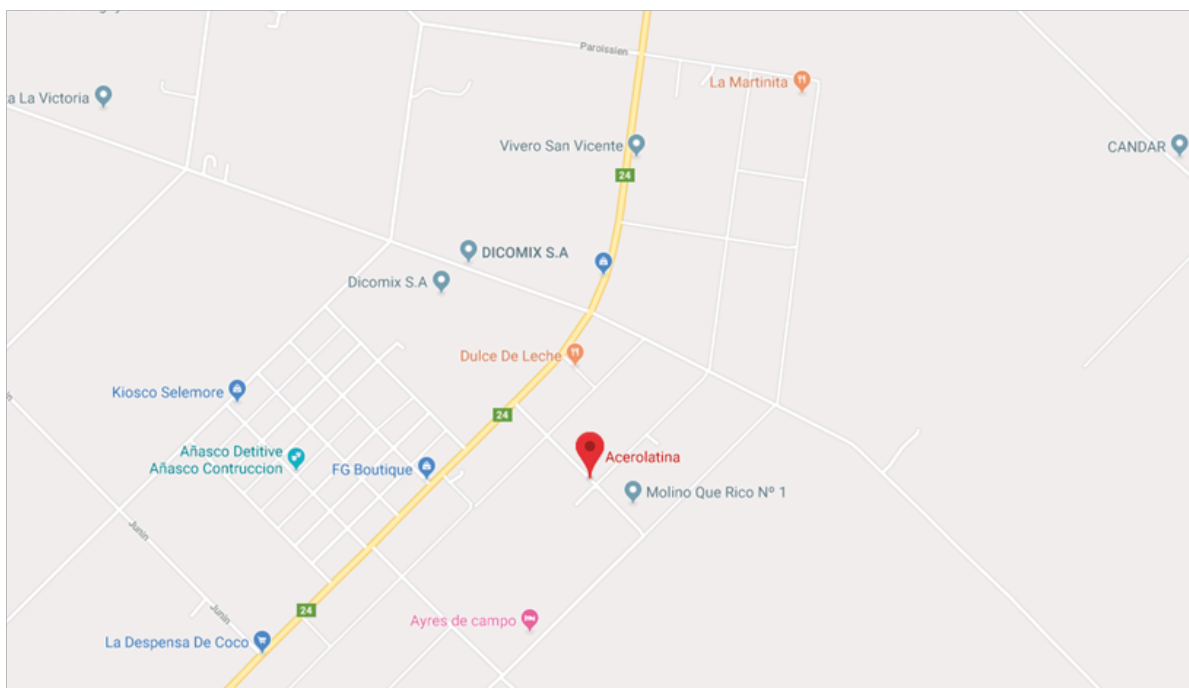 Paroissien
La Martinita
a La Victoria
Vivero San Vicente
CANDAR
24
DICOMIX S.A
Dicomix S.A
Dulce De Leche
Kiosco Selemore
24
Añasco Detitive
Añasco Contruccion
FG Boutique
Acerolatina
Molino Que Rico Nº 1
Junin
Junin
24
Ayres de campo
La Despensa De Coco